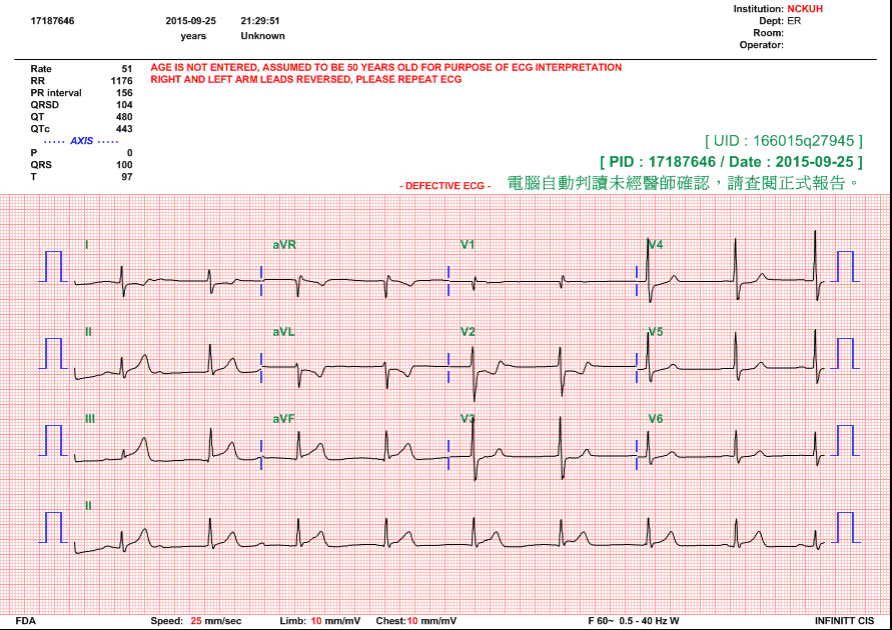 Institution: NCKUH
17187646 2015-09-25 21:29:51 Dept: ER
years Unknown Room:
Operator:
Rate 51 AGE IS NOT ENTERED, ASSUMED TO BE 50 YEARS OLD FOR PURPOSE OF ECG INTERPRETATION
RR 1176 RIGHT AND LEFT ARM LEADS REVERSED, PLEASE REPEAT ECG
PR interval 156
QRSD 104
QT 480
QTc 443
----- AXIS -----
P 0
QRS 100
T 97
[ UID : 166015q27945 ]
[ PID : 17187646 / Date : 2015-09-25 ]
- DEFECTIVE ECG - 電腦自動判讀未經醫師確認，請查閱正式報告。
I aVR V1 V4
II aVL V2 V5
III aVF V3 V6
II
FDA Speed: 25 mm/sec Limb: 10 mm/mV Chest:10 mm/mV F 60~ 0.5 - 40 Hz W INFINITT CIS